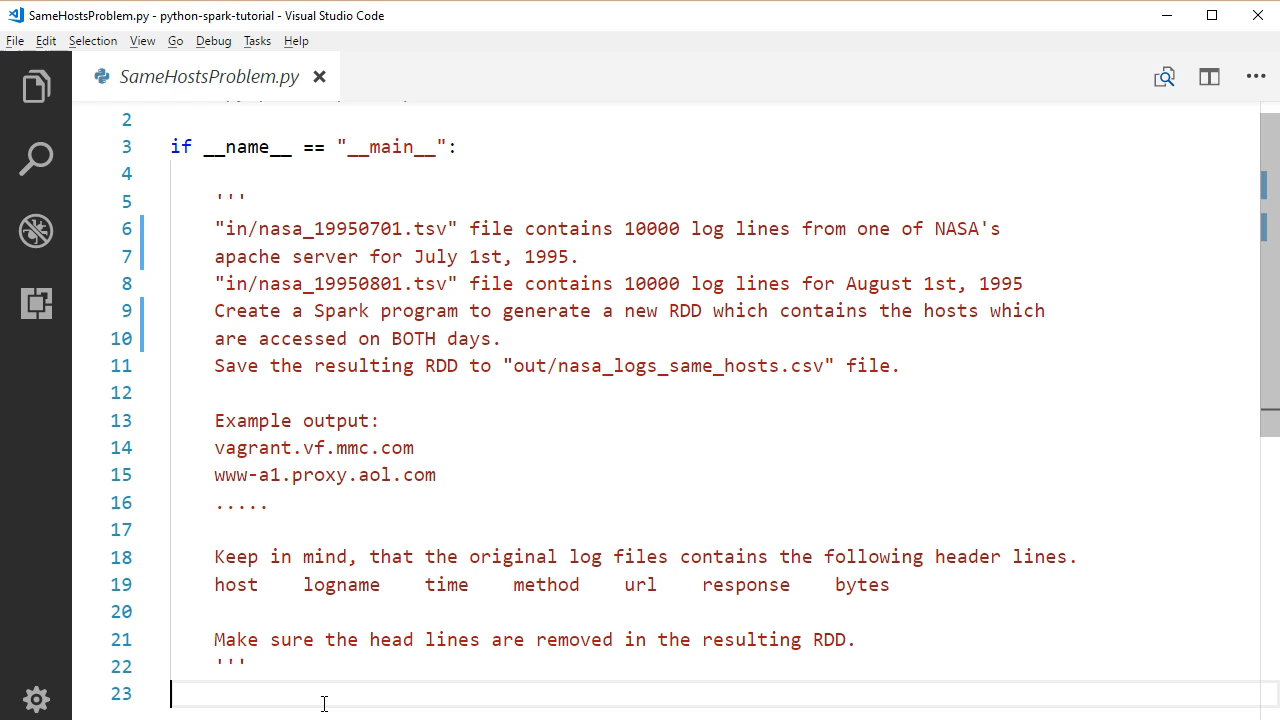 SameHostsProblem.py - python-spark-tutorial - Visual Studio Code
File Edit Selection View Go Debug Tasks Help
SameHostsProblem.py
2
3 if __name__ == "__main__":
4
5 '''
6 "in/nasa_19950701.tsv" file contains 10000 log lines from one of NASA's
7 apache server for July 1st, 1995.
8 "in/nasa_19950801.tsv" file contains 10000 log lines for August 1st, 1995
9 Create a Spark program to generate a new RDD which contains the hosts which
10 are accessed on BOTH days.
11 Save the resulting RDD to "out/nasa_logs_same_hosts.csv" file.
12
13 Example output:
14 vagrant.vf.mmc.com
15 www-a1.proxy.aol.com
16 .....
17
18 Keep in mind, that the original log files contains the following header lines.
19 host logname time method url response bytes
20
21 Make sure the head lines are removed in the resulting RDD.
22 '''
23